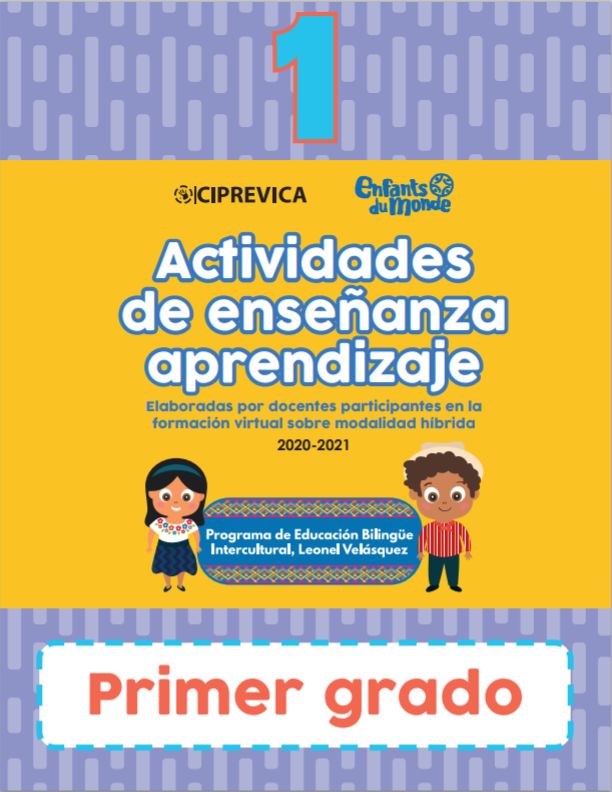 1
CIPREVICA
Enfants
du Monde
Actividades
de enseñanza
aprendizaje
Elaboradas por docentes participantes en la
formación virtual sobre modalidad híbrida
2020-2021
Programa de Educación Bilingüe
Intercultural, Leonel Velásquez
Primer grado